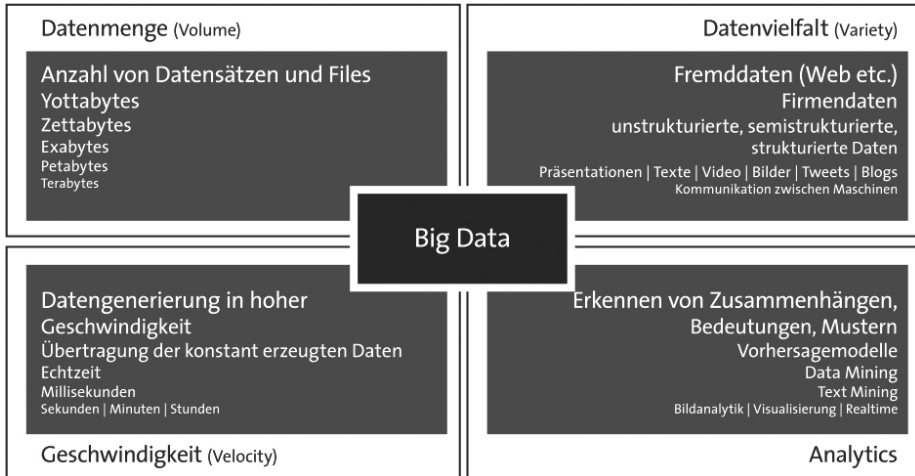 Datenmenge (Volume)
Anzahl von Datensätzen und Files
Yottabytes
Zettabytes
Exabytes
Petabytes
Terabytes
Datenvielfalt (Variety)
Fremddaten (Web etc.)
Firmendaten
unstrukturierte, semistrukturierte,
strukturierte Daten
Präsentationen | Texte | Video | Bilder | Tweets | Blogs
Kommunikation zwischen Maschinen
Big Data
Datengenerierung in hoher
Geschwindigkeit
Übertragung der konstant erzeugten Daten
Echtzeit
Millisekunden
Sekunden | Minuten | Stunden
Geschwindigkeit (Velocity)
Erkennen von Zusammenhängen,
Bedeutungen, Mustern
Vorhersagemodelle
Data Mining
Text Mining
Bildanalytik | Visualisierung | Realtime
Analytics